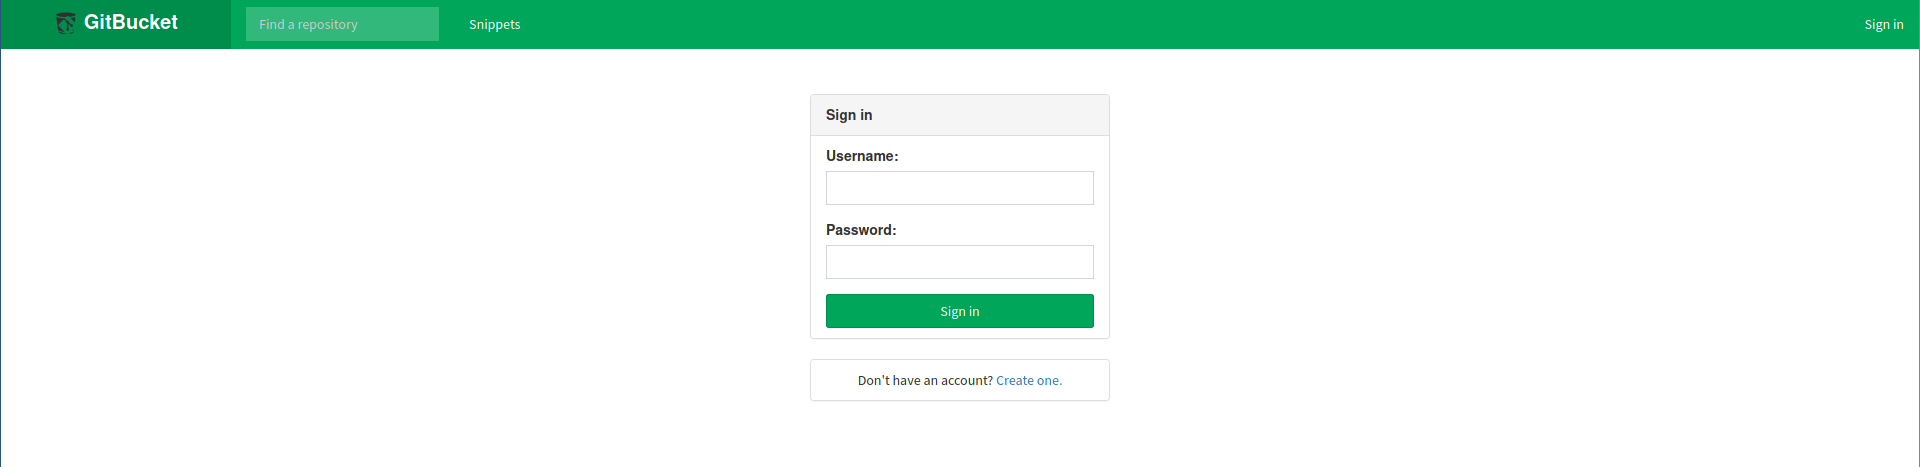 GitBucket Find a repository Snippets Sign in
Sign in
Username:
Password:
Sign in
Don't have an account? Create one.